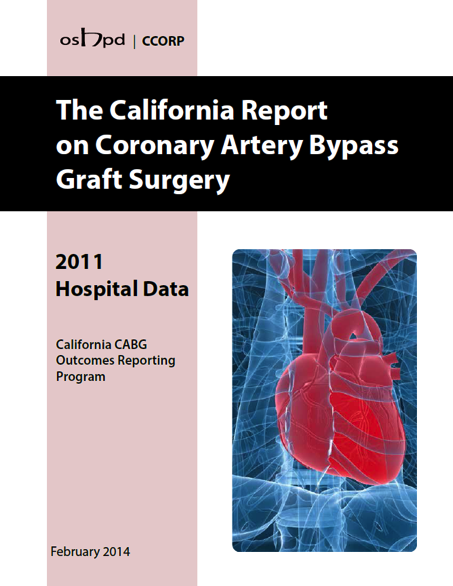 oshpd | CCORP
The California Report
on Coronary Artery Bypass
Graft Surgery
2011
Hospital Data
California CABG
Outcomes Reporting
Program
February 2014